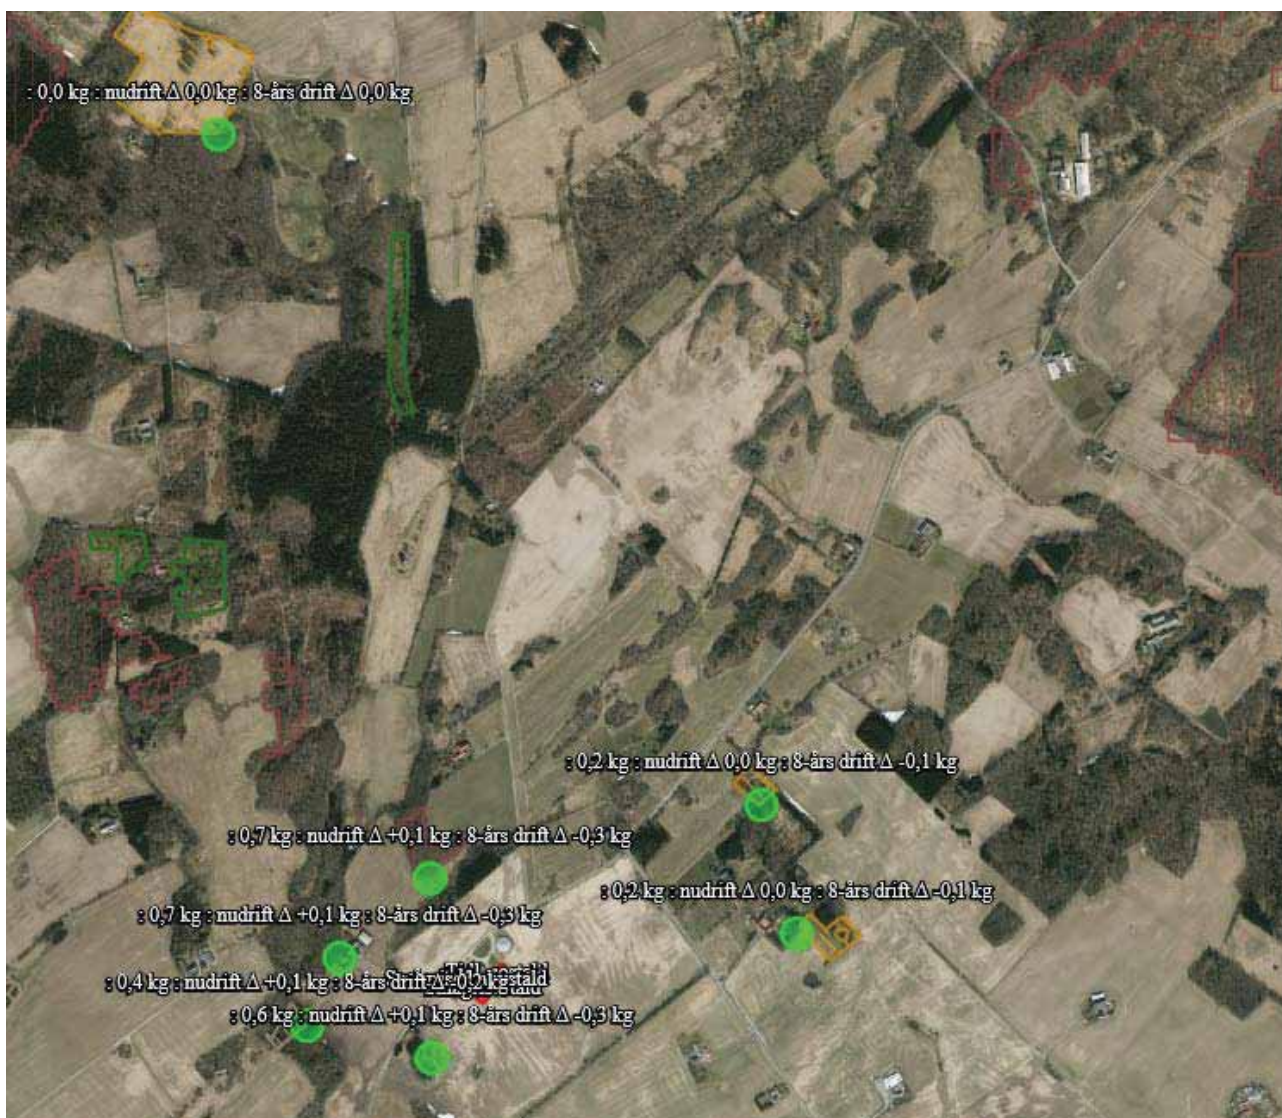 : 0,0 kg : nudrift Δ 0,0 kg : 8-års drift Δ 0,0 kg
: 0,2 kg : nudrift Δ 0,0 kg : 8-års drift Δ -0,1 kg
: 0,7 kg : nudrift Δ +0,1 kg : 8-års drift Δ -0,3 kg
: 0,2 kg : nudrift Δ 0,0 kg : 8-års drift Δ -0,1 kg
: 0,7 kg : nudrift Δ +0,1 kg : 8-års drift Δ -0,3 kg
: 0,4 kg : nudrift Δ +0,1 kg : 8-års drift Δ -0,2 kg
: 0,6 kg : nudrift Δ +0,1 kg : 8-års drift Δ -0,3 kg